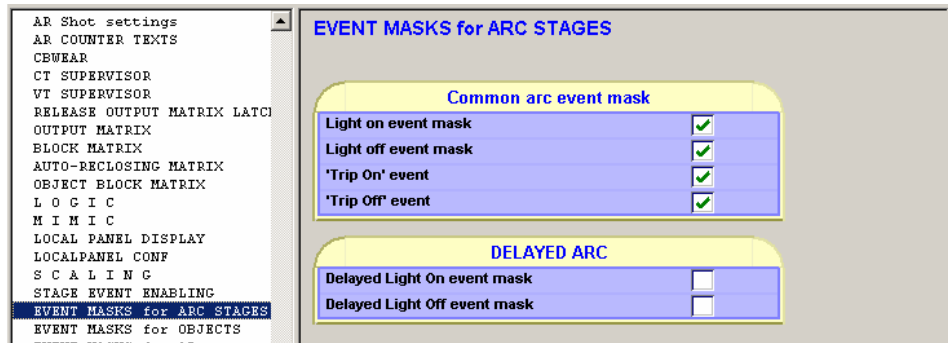 AR Shot settings
AR COUNTER TEXTS
CBWEAR
CT SUPERVISOR
VT SUPERVISOR
RELEASE OUTPUT MATRIX LATC
OUTPUT MATRIX
BLOCK MATRIX
AUTO-RECLOSING MATRIX
OBJECT BLOCK MATRIX
L O G I C
M I M I C
LOCAL PANEL DISPLAY
LOCALPANEL CONF
S C A L I N G
STAGE EVENT ENABLING
EVENT MASKS for ARC STAGES
EVENT MASKS for OBJECTS
EVENT MASKS for ARC STAGES
Common arc event mask
Light on event mask
Light off event mask
'Trip On' event
'Trip Off' event
DELAYED ARC
Delayed Light On event mask
Delayed Light Off event mask